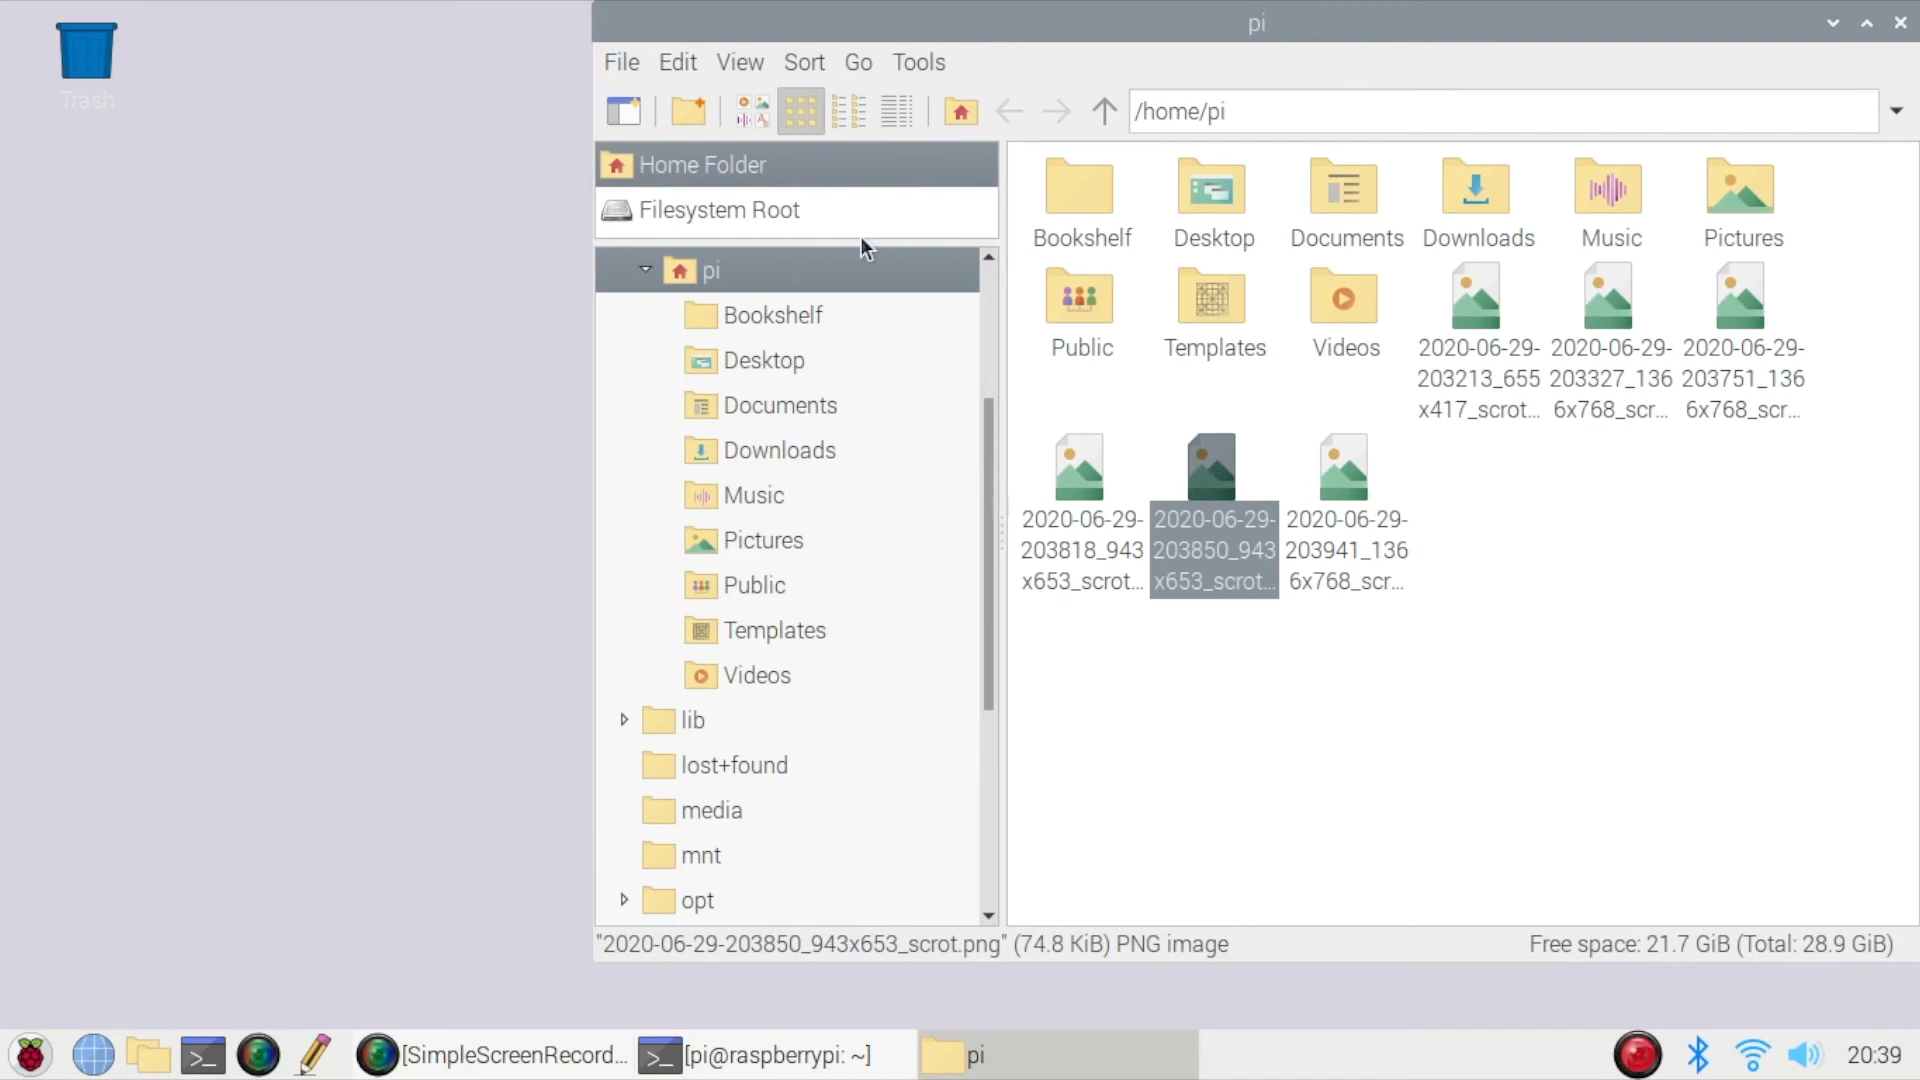 Trash
pi
File Edit View Sort Go Tools
/home/pi
Home Folder
Filesystem Root
pi
Bookshelf
Desktop
Documents
Downloads
Music
Pictures
Public
Templates
Videos
lib
lost+found
media
mnt
opt
Bookshelf Desktop Documents Downloads Music Pictures
Public Templates Videos
2020-06-29-
203213_655
x417_scrot...
2020-06-29-
203327_136
6x768_scr...
2020-06-29-
203751_136
6x768_scr...
2020-06-29-
203818_943
x653_scrot...
2020-06-29-
203850_943
x653_scrot...
2020-06-29-
203941_136
6x768_scr...
"2020-06-29-203850_943x653_scrot.png" (74.8 KiB) PNG image
Free space: 21.7 GiB (Total: 28.9 GiB)
[SimpleScreenRecord...
[pi@raspberrypi: ~]
pi
20:39